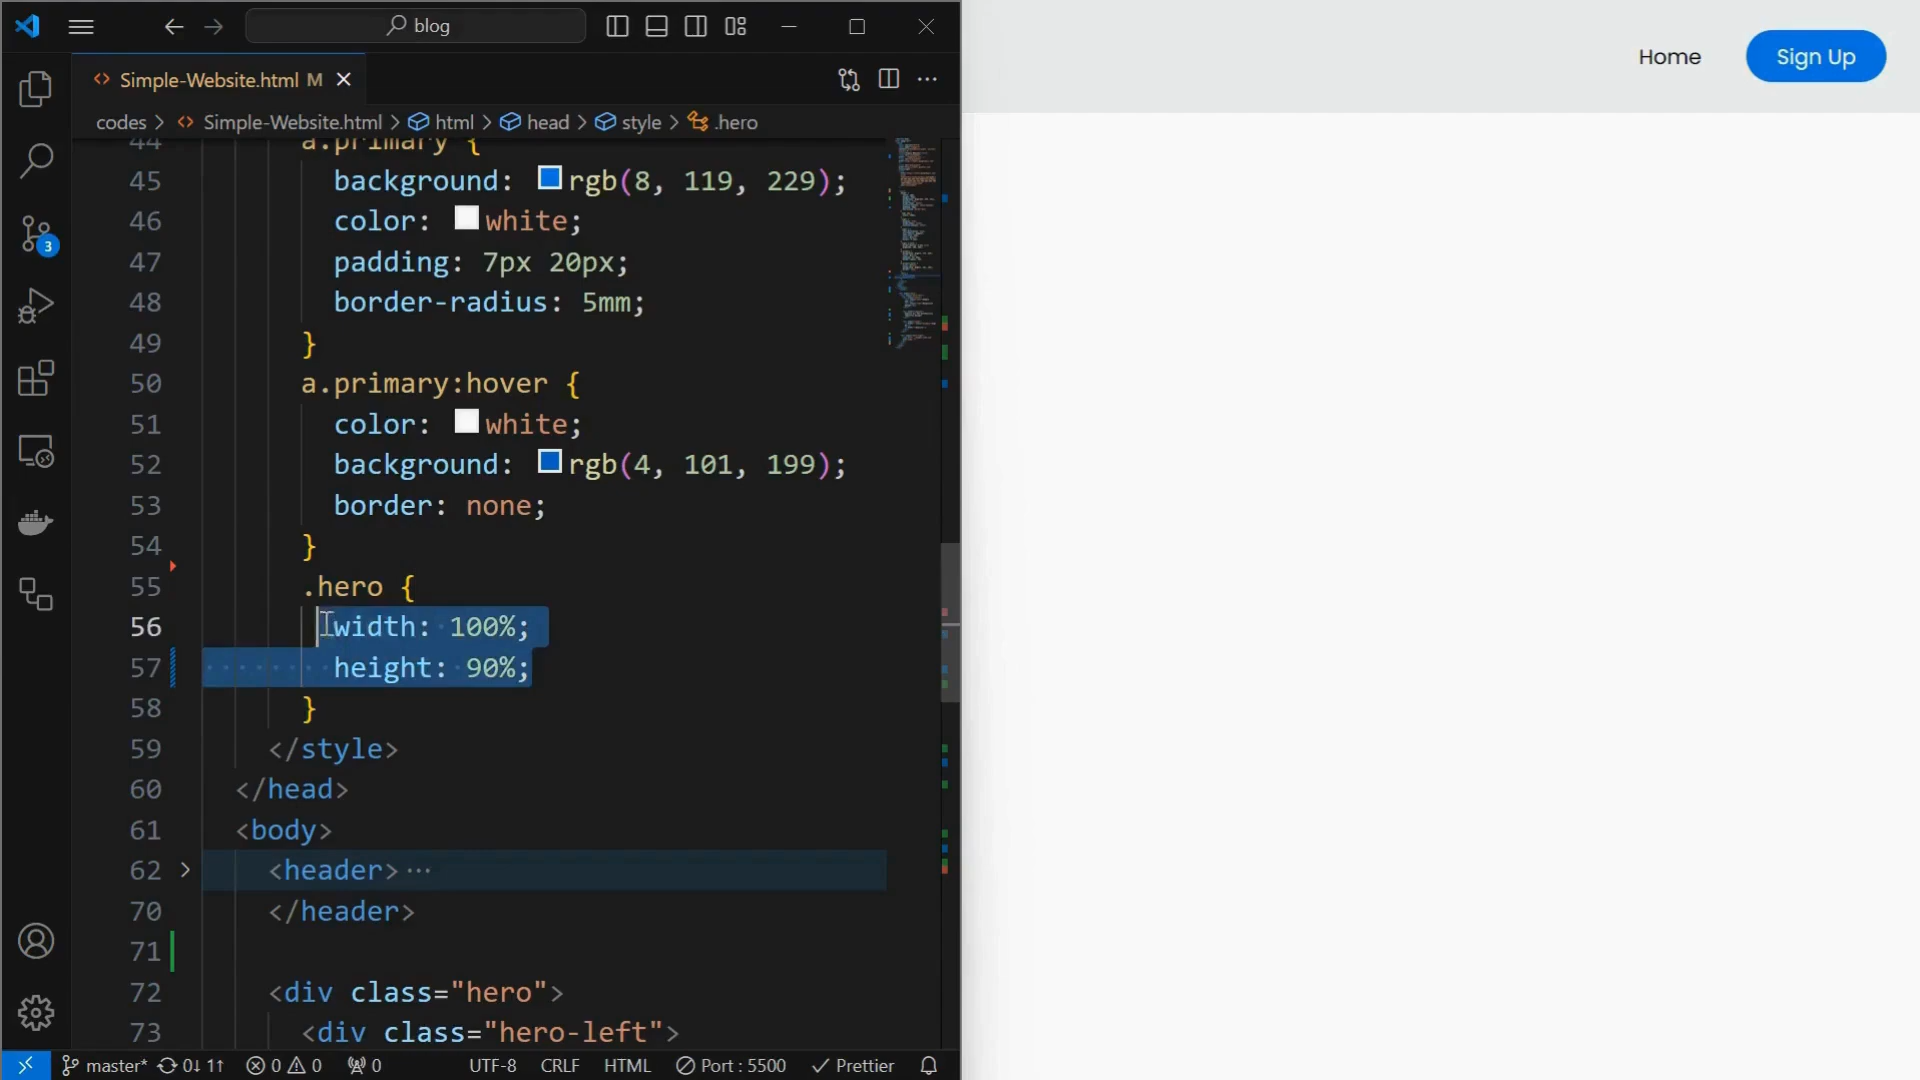 blog
Simple-Website.html M
codes > Simple-Website.html > html > head > style > .hero
44 a.primary {
45 background: rgb(8, 119, 229);
46 color: white;
47 padding: 7px 20px;
48 border-radius: 5mm;
49 }
50 a.primary:hover {
51 color: white;
52 background: rgb(4, 101, 199);
53 border: none;
54 }
55 .hero {
56 width: 100%;
57 height: 90%;
58 }
59 </style>
60 </head>
61 <body>
62 <header> ···
70 </header>
71
72 <div class="hero">
73 <div class="hero-left">
3
master* 0↓ 1↑ 0 0 0 UTF-8 CRLF HTML Port : 5500 Prettier
Home Sign Up